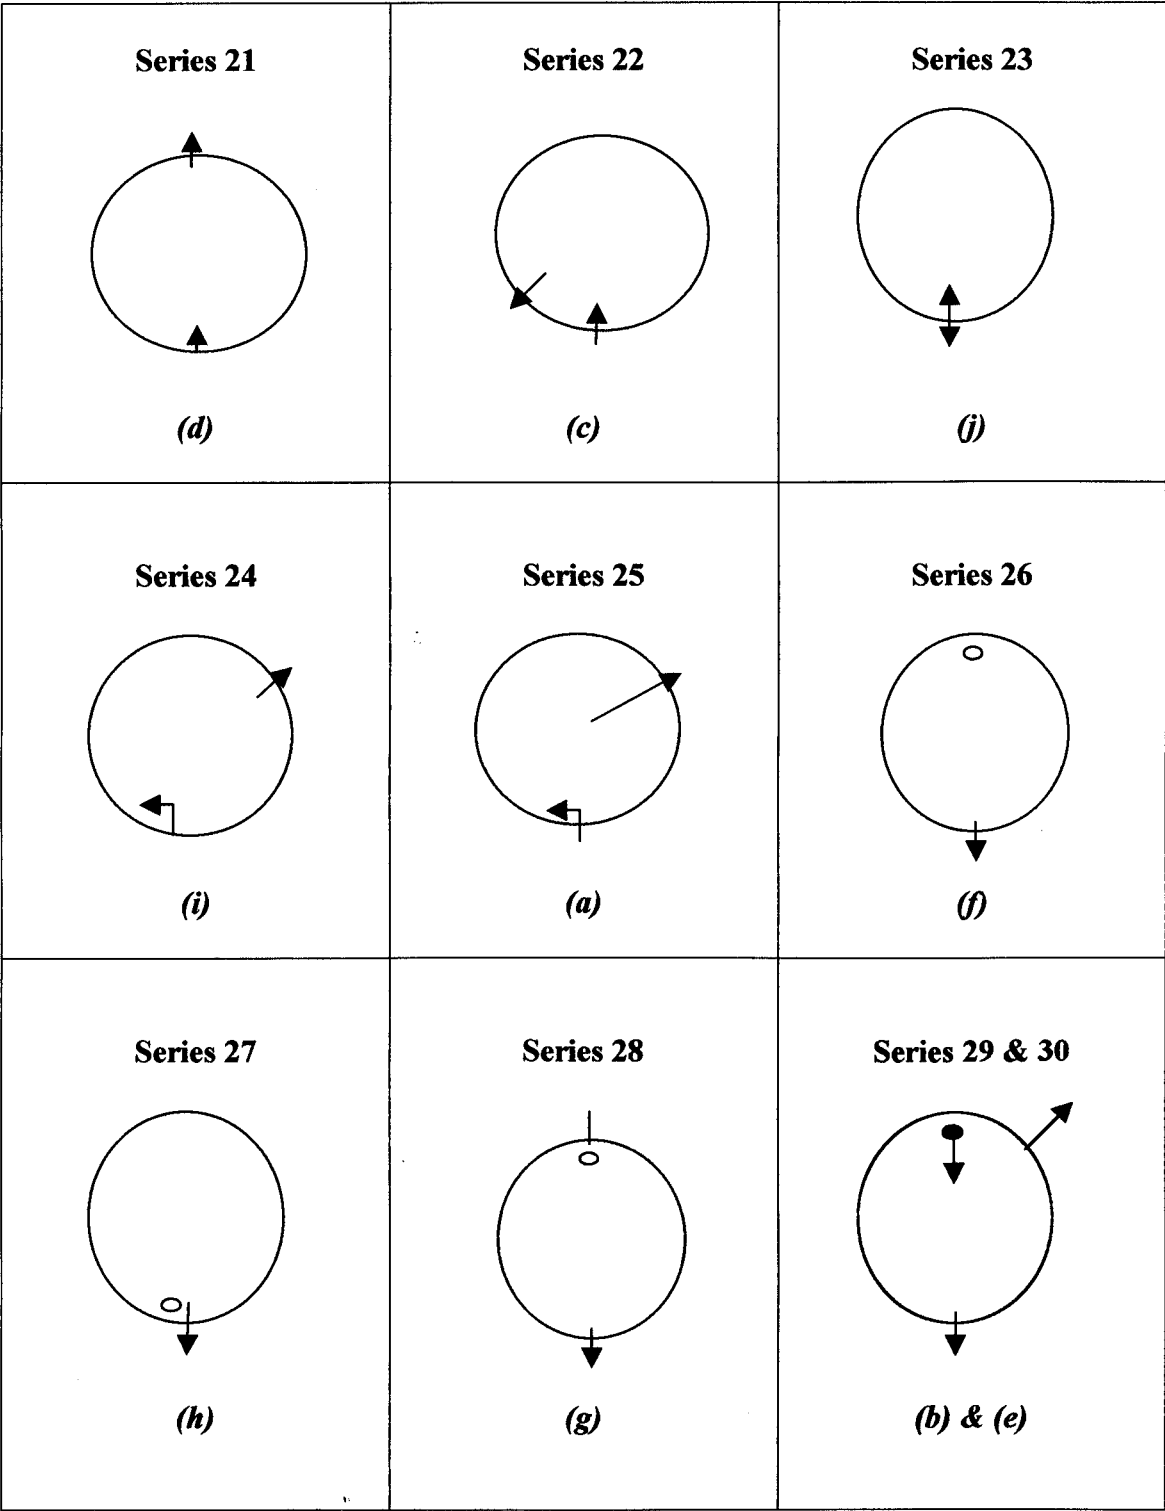 Series 21
Series 22
Series 23
(d)
(c)
(j)
Series 24
Series 25
Series 26
(i)
(a)
(f)
Series 27
Series 28
Series 29 & 30
(h)
(g)
(b) & (e)